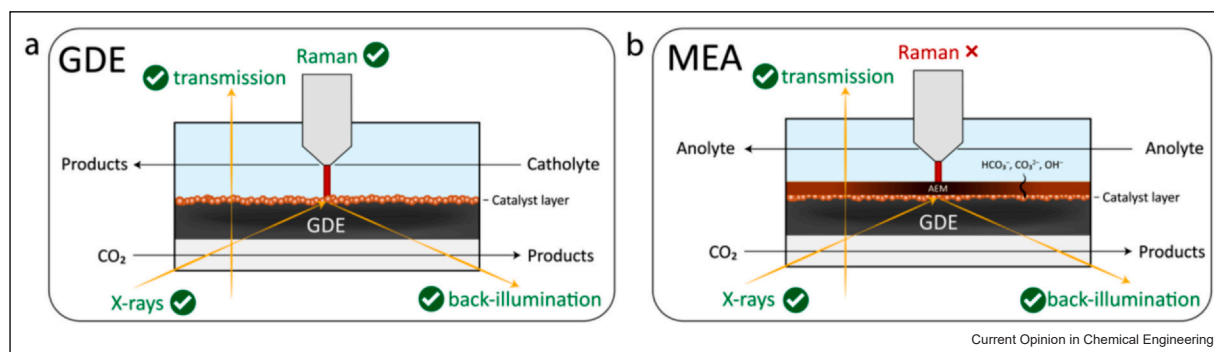 a
GDE
Raman
transmission
Products
Catholyte
Catalyst layer
GDE
CO₂
Products
X-rays
back-illumination
b
MEA
Raman ×
transmission
Anolyte
Anolyte
HCO₃⁻, CO₃²⁻, OH⁻
AEM
Catalyst layer
GDE
CO₂
Products
X-rays
back-illumination
Current Opinion in Chemical Engineering